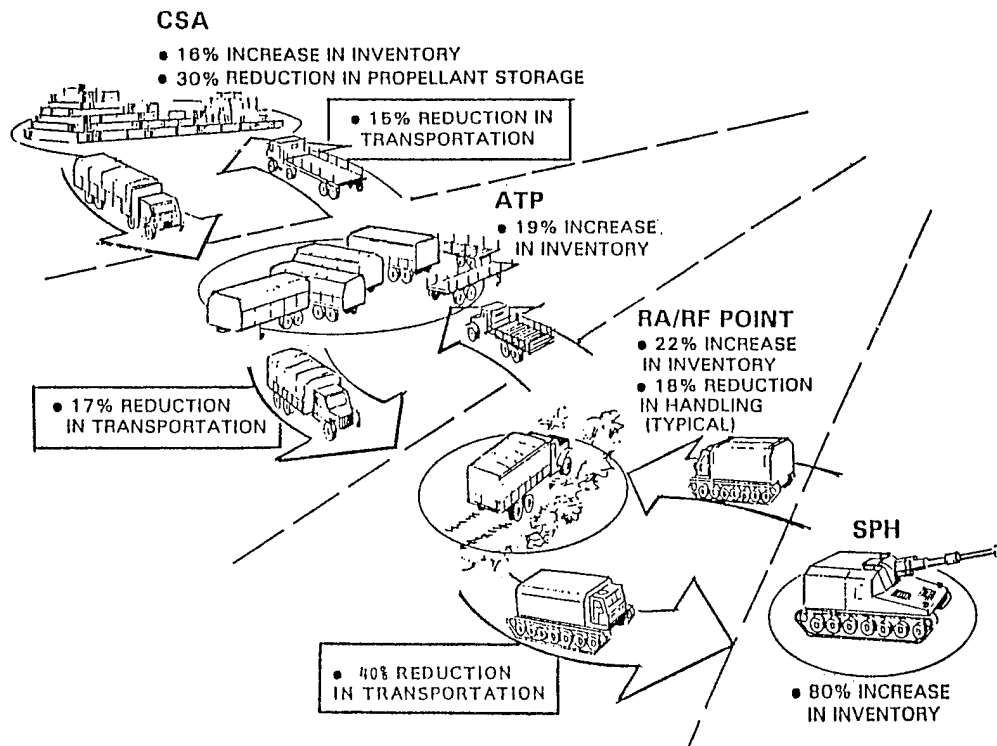 CSA
• 16% INCREASE IN INVENTORY
• 30% REDUCTION IN PROPELLANT STORAGE
• 15% REDUCTION IN
TRANSPORTATION
ATP
• 19% INCREASE
IN INVENTORY
RA/RF POINT
• 22% INCREASE
IN INVENTORY
• 18% REDUCTION
IN HANDLING
(TYPICAL)
• 17% REDUCTION
IN TRANSPORTATION
SPH
• 40% REDUCTION
IN TRANSPORTATION
• 80% INCREASE
IN INVENTORY